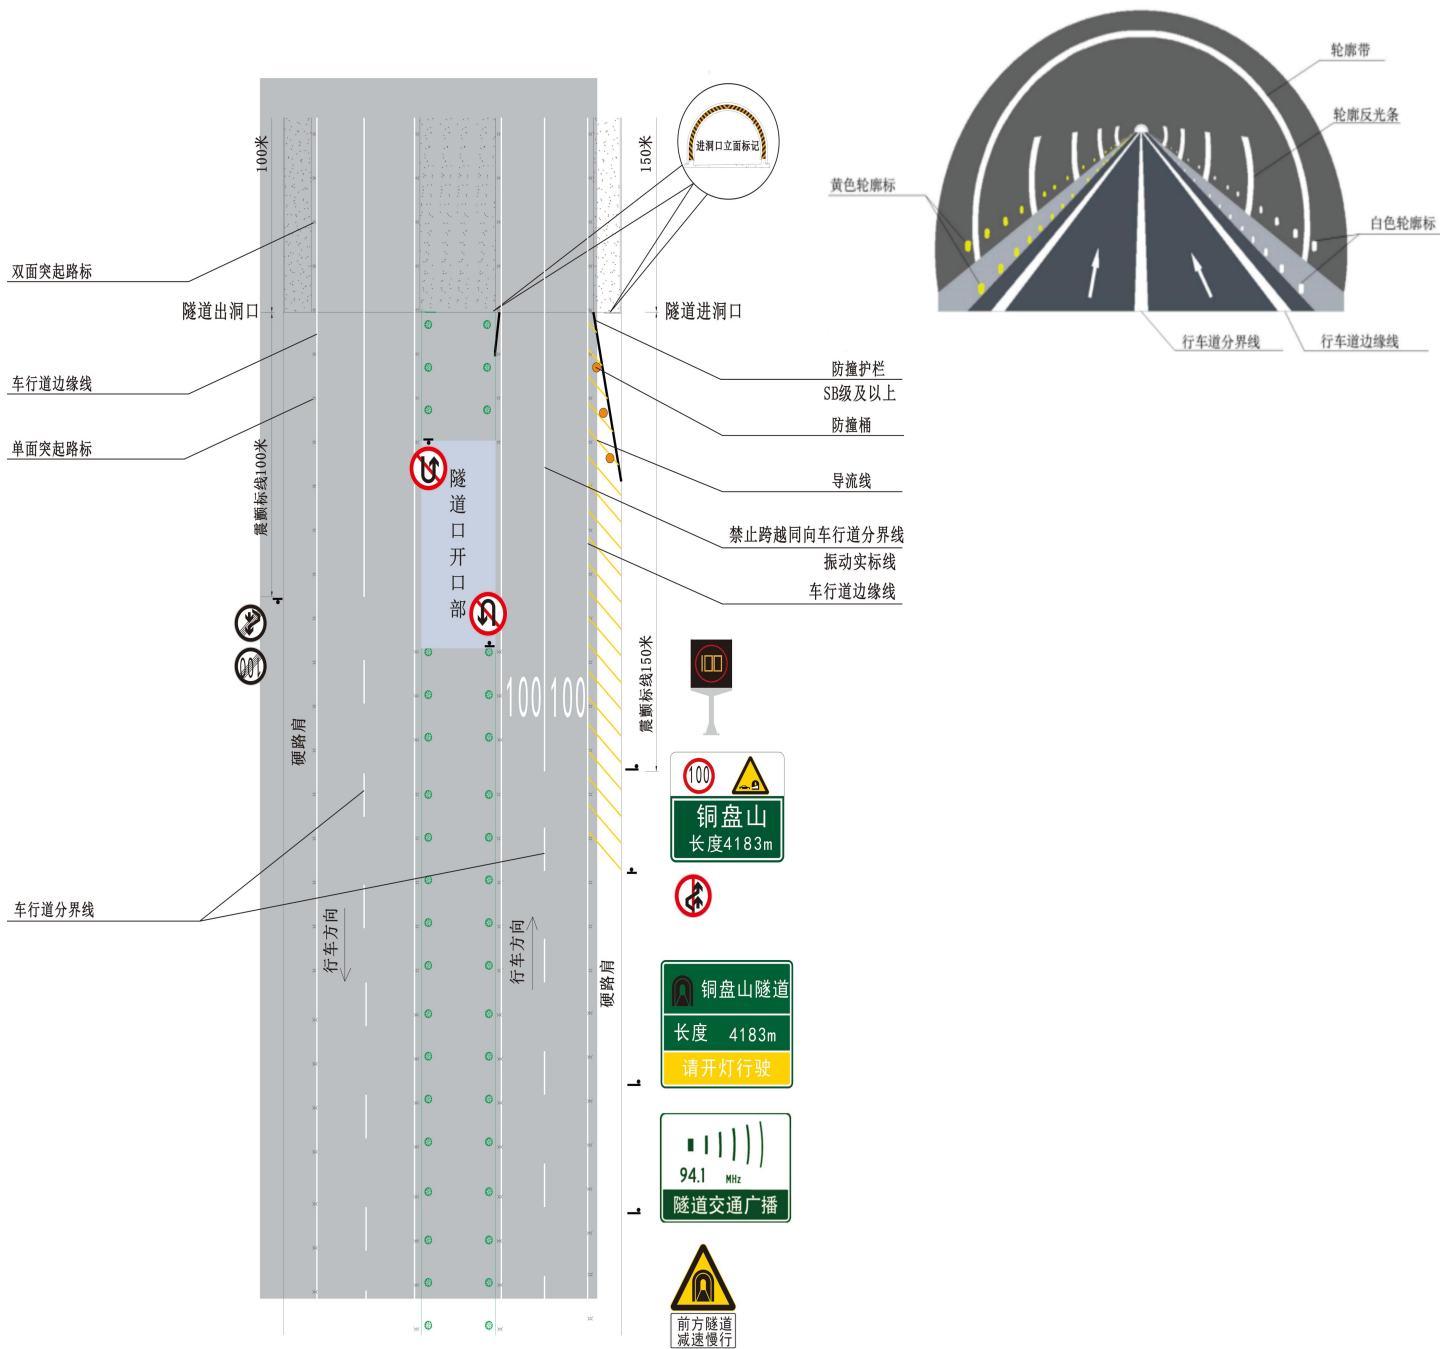 轮廓带
轮廓反光条
黄色轮廓标
白色轮廓标
行车道分界线
行车道边缘线
100米
150米
进洞口立面标记
双面突起路标
隧道出洞口
隧道进洞口
车行道边缘线
单面突起路标
震颤标线100米
防撞护栏
SB级及以上
防撞桶
导流线
禁止跨越同向车行道分界线
振动实标线
车行道边缘线
隧道口开口部
震颤标线150米
100
100
100
硬路肩
100
铜盘山
长度4183m
车行道分界线
行车方向
行车方向
硬路肩
铜盘山隧道
长度 4183m
请开灯行驶
94.1 MHz
隧道交通广播
前方隧道
减速慢行